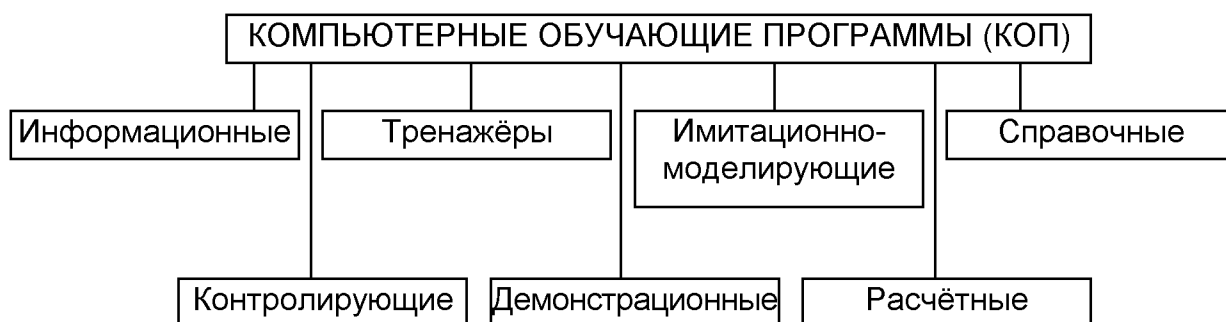 КОМПЬЮТЕРНЫЕ ОБУЧАЮЩИЕ ПРОГРАММЫ (КОП)
Информационные
Тренажёры
Имитационно-
моделирующие
Справочные
Контролирующие
Демонстрационные
Расчётные